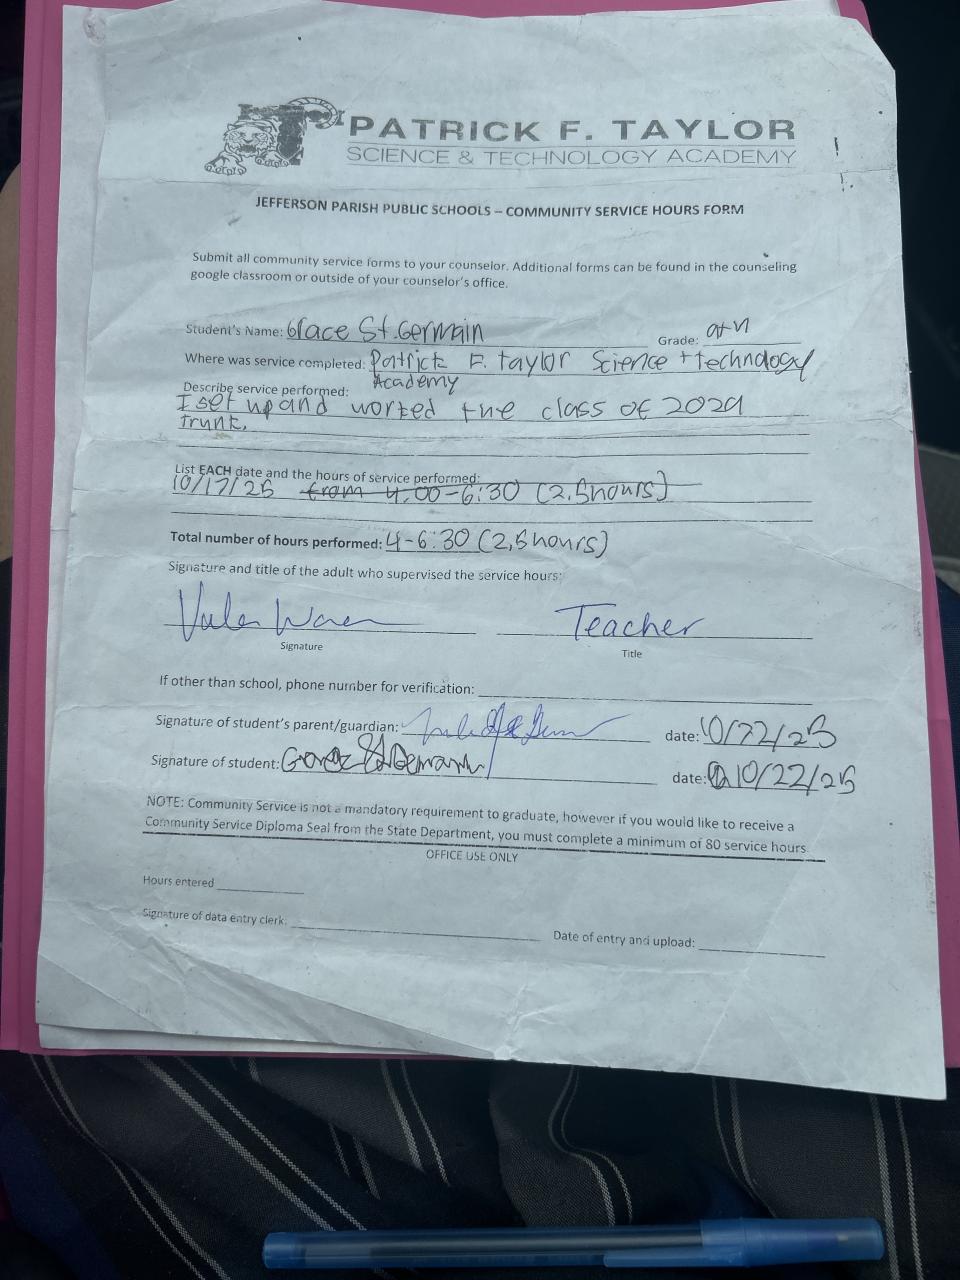 PATRICK F. TAYLOR
SCIENCE & TECHNOLOGY ACADEMY
JEFFERSON PARISH PUBLIC SCHOOLS – COMMUNITY SERVICE HOURS FORM
Submit all community service forms to your counselor. Additional forms can be found in the counseling
google classroom or outside of your counselor's office.
Student's Name: Grace St. Germain Grade: 9th
Where was service completed: Patrick F. Taylor Science + technology
Academy
Describe service performed:
I set up and worked the class of 2029
trunk.
List EACH date and the hours of service performed:
10/17/25 from 4:00-6:30 (2.5 hours)
Total number of hours performed: 4-6:30 (2,5 hours)
Signature and title of the adult who supervised the service hours:
Teacher
Signature Title
If other than school, phone number for verification:
Signature of student's parent/guardian: date: 10/22/25
Signature of student: Grace St. Germain date: 10/22/25
NOTE: Community Service is not a mandatory requirement to graduate, however if you would like to receive a
Community Service Diploma Seal from the State Department, you must complete a minimum of 80 service hours.
OFFICE USE ONLY
Hours entered
Signature of data entry clerk:
Date of entry and upload: